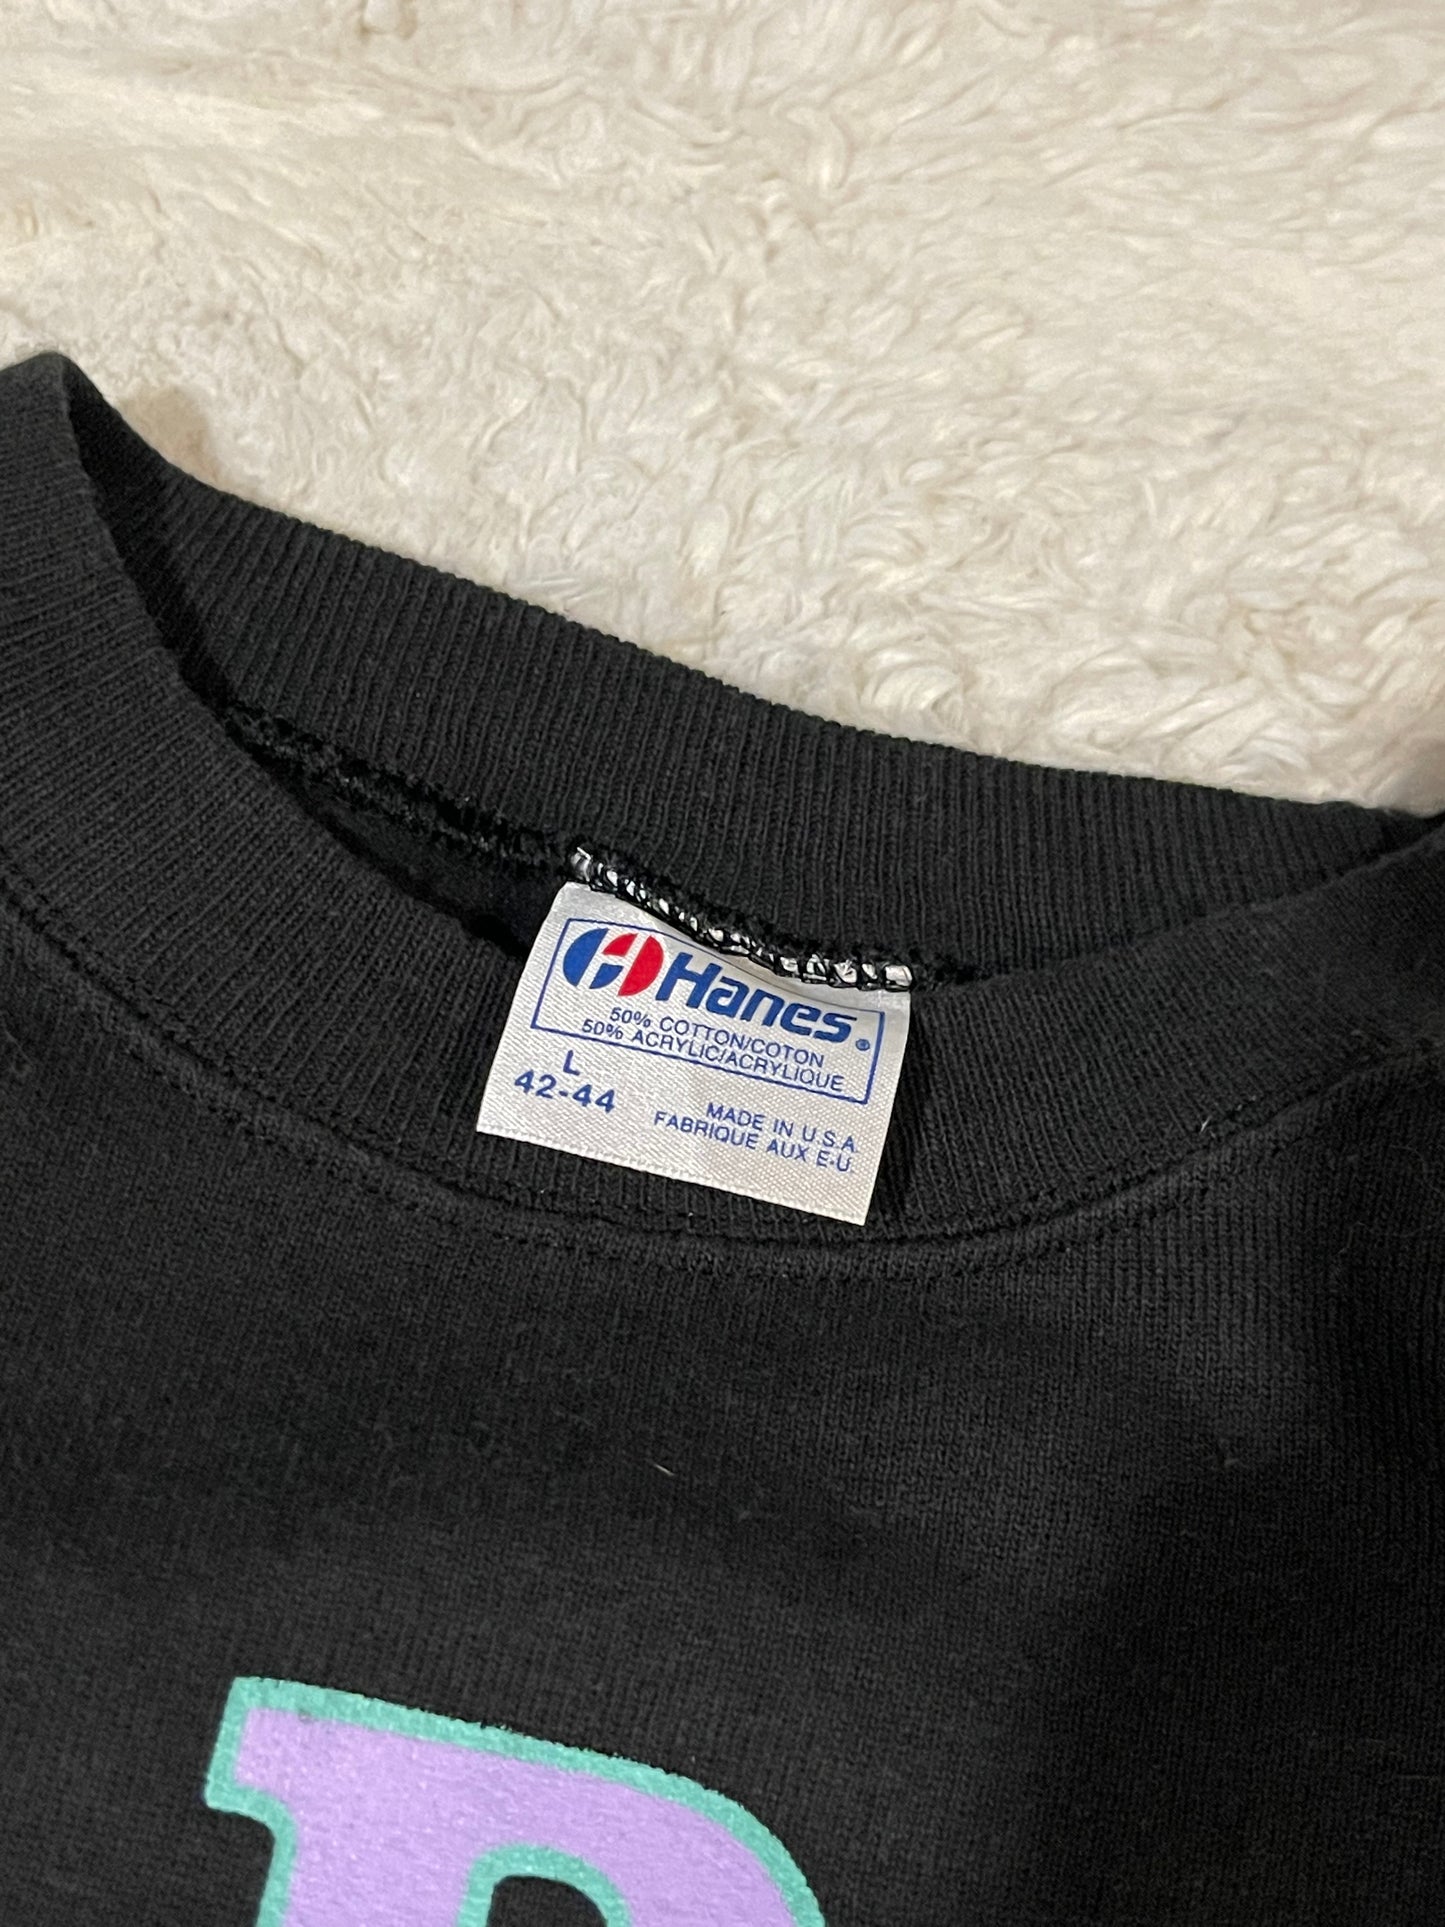 Hanes®
50% COTTON/COTON
50% ACRYLIC/ACRYLIQUE
L
42-44
MADE IN U.S.A.
FABRIQUE AUX E.-U.